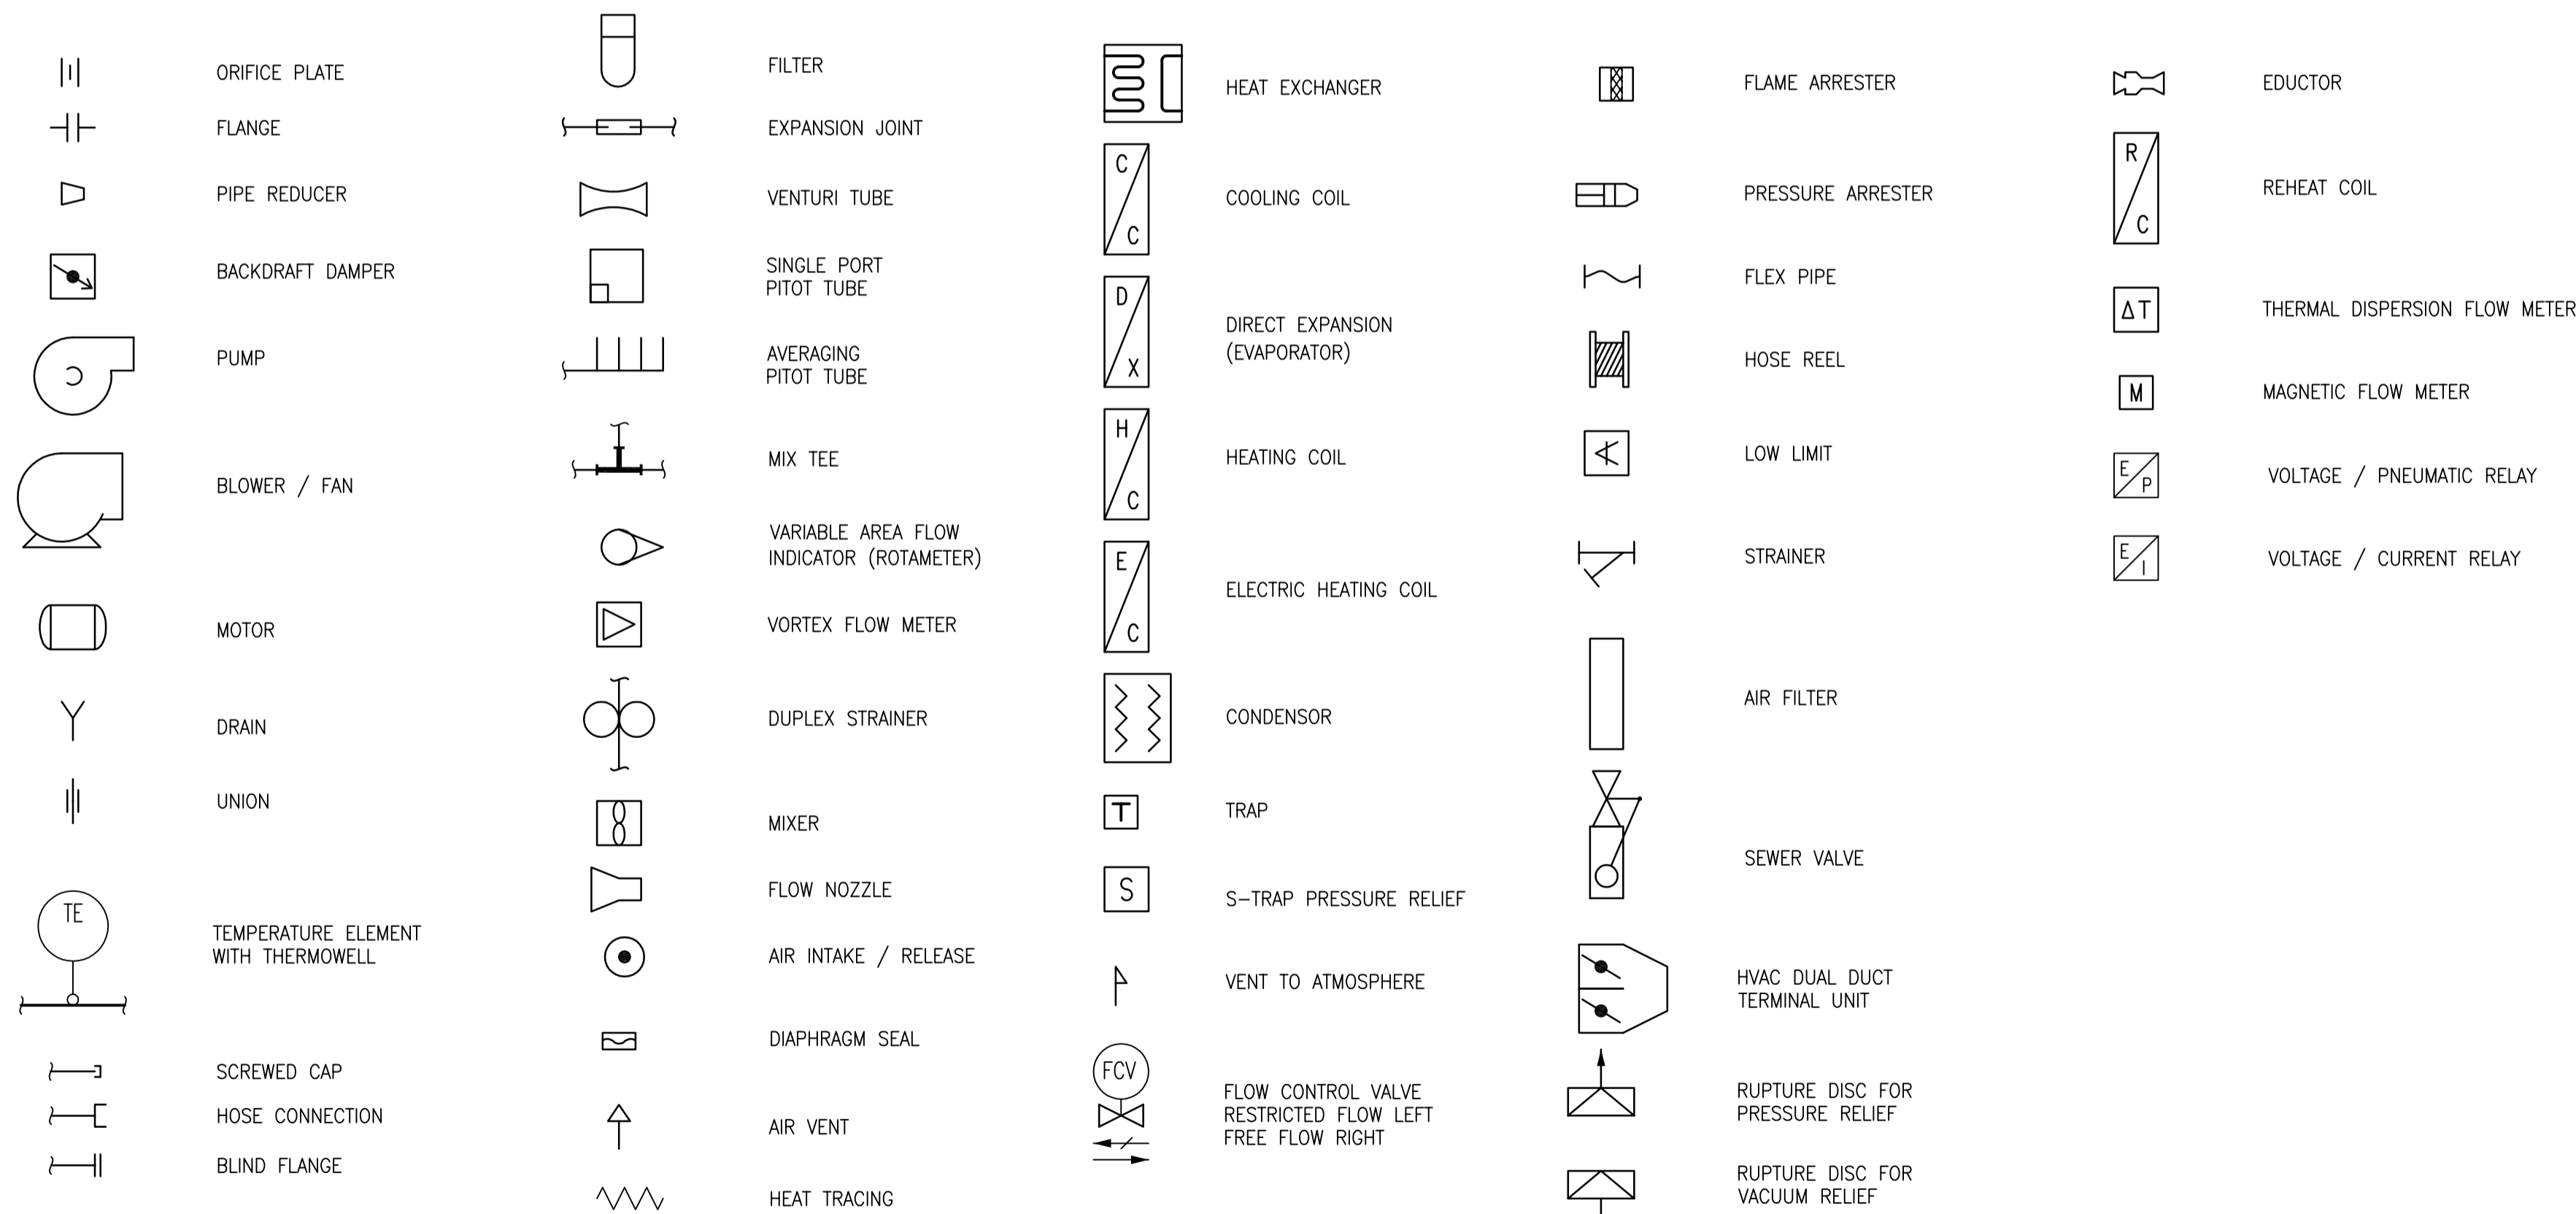 ORIFICE PLATE
FLANGE
PIPE REDUCER
BACKDRAFT DAMPER
PUMP
BLOWER / FAN
MOTOR
DRAIN
UNION
TE
TEMPERATURE ELEMENT
WITH THERMOWELL
SCREWED CAP
HOSE CONNECTION
BLIND FLANGE
FILTER
EXPANSION JOINT
VENTURI TUBE
SINGLE PORT
PITOT TUBE
AVERAGING
PITOT TUBE
MIX TEE
VARIABLE AREA FLOW
INDICATOR (ROTAMETER)
VORTEX FLOW METER
DUPLEX STRAINER
MIXER
FLOW NOZZLE
AIR INTAKE / RELEASE
DIAPHRAGM SEAL
AIR VENT
HEAT TRACING
HEAT EXCHANGER
C
C
COOLING COIL
D
X
DIRECT EXPANSION
(EVAPORATOR)
H
C
HEATING COIL
E
C
ELECTRIC HEATING COIL
CONDENSOR
T
TRAP
S
S-TRAP PRESSURE RELIEF
VENT TO ATMOSPHERE
FCV
FLOW CONTROL VALVE
RESTRICTED FLOW LEFT
FREE FLOW RIGHT
FLAME ARRESTER
PRESSURE ARRESTER
FLEX PIPE
HOSE REEL
LOW LIMIT
STRAINER
AIR FILTER
SEWER VALVE
HVAC DUAL DUCT
TERMINAL UNIT
RUPTURE DISC FOR
PRESSURE RELIEF
RUPTURE DISC FOR
VACUUM RELIEF
EDUCTOR
R
C
REHEAT COIL
ΔT
THERMAL DISPERSION FLOW METER
M
MAGNETIC FLOW METER
E
P
VOLTAGE / PNEUMATIC RELAY
E
I
VOLTAGE / CURRENT RELAY